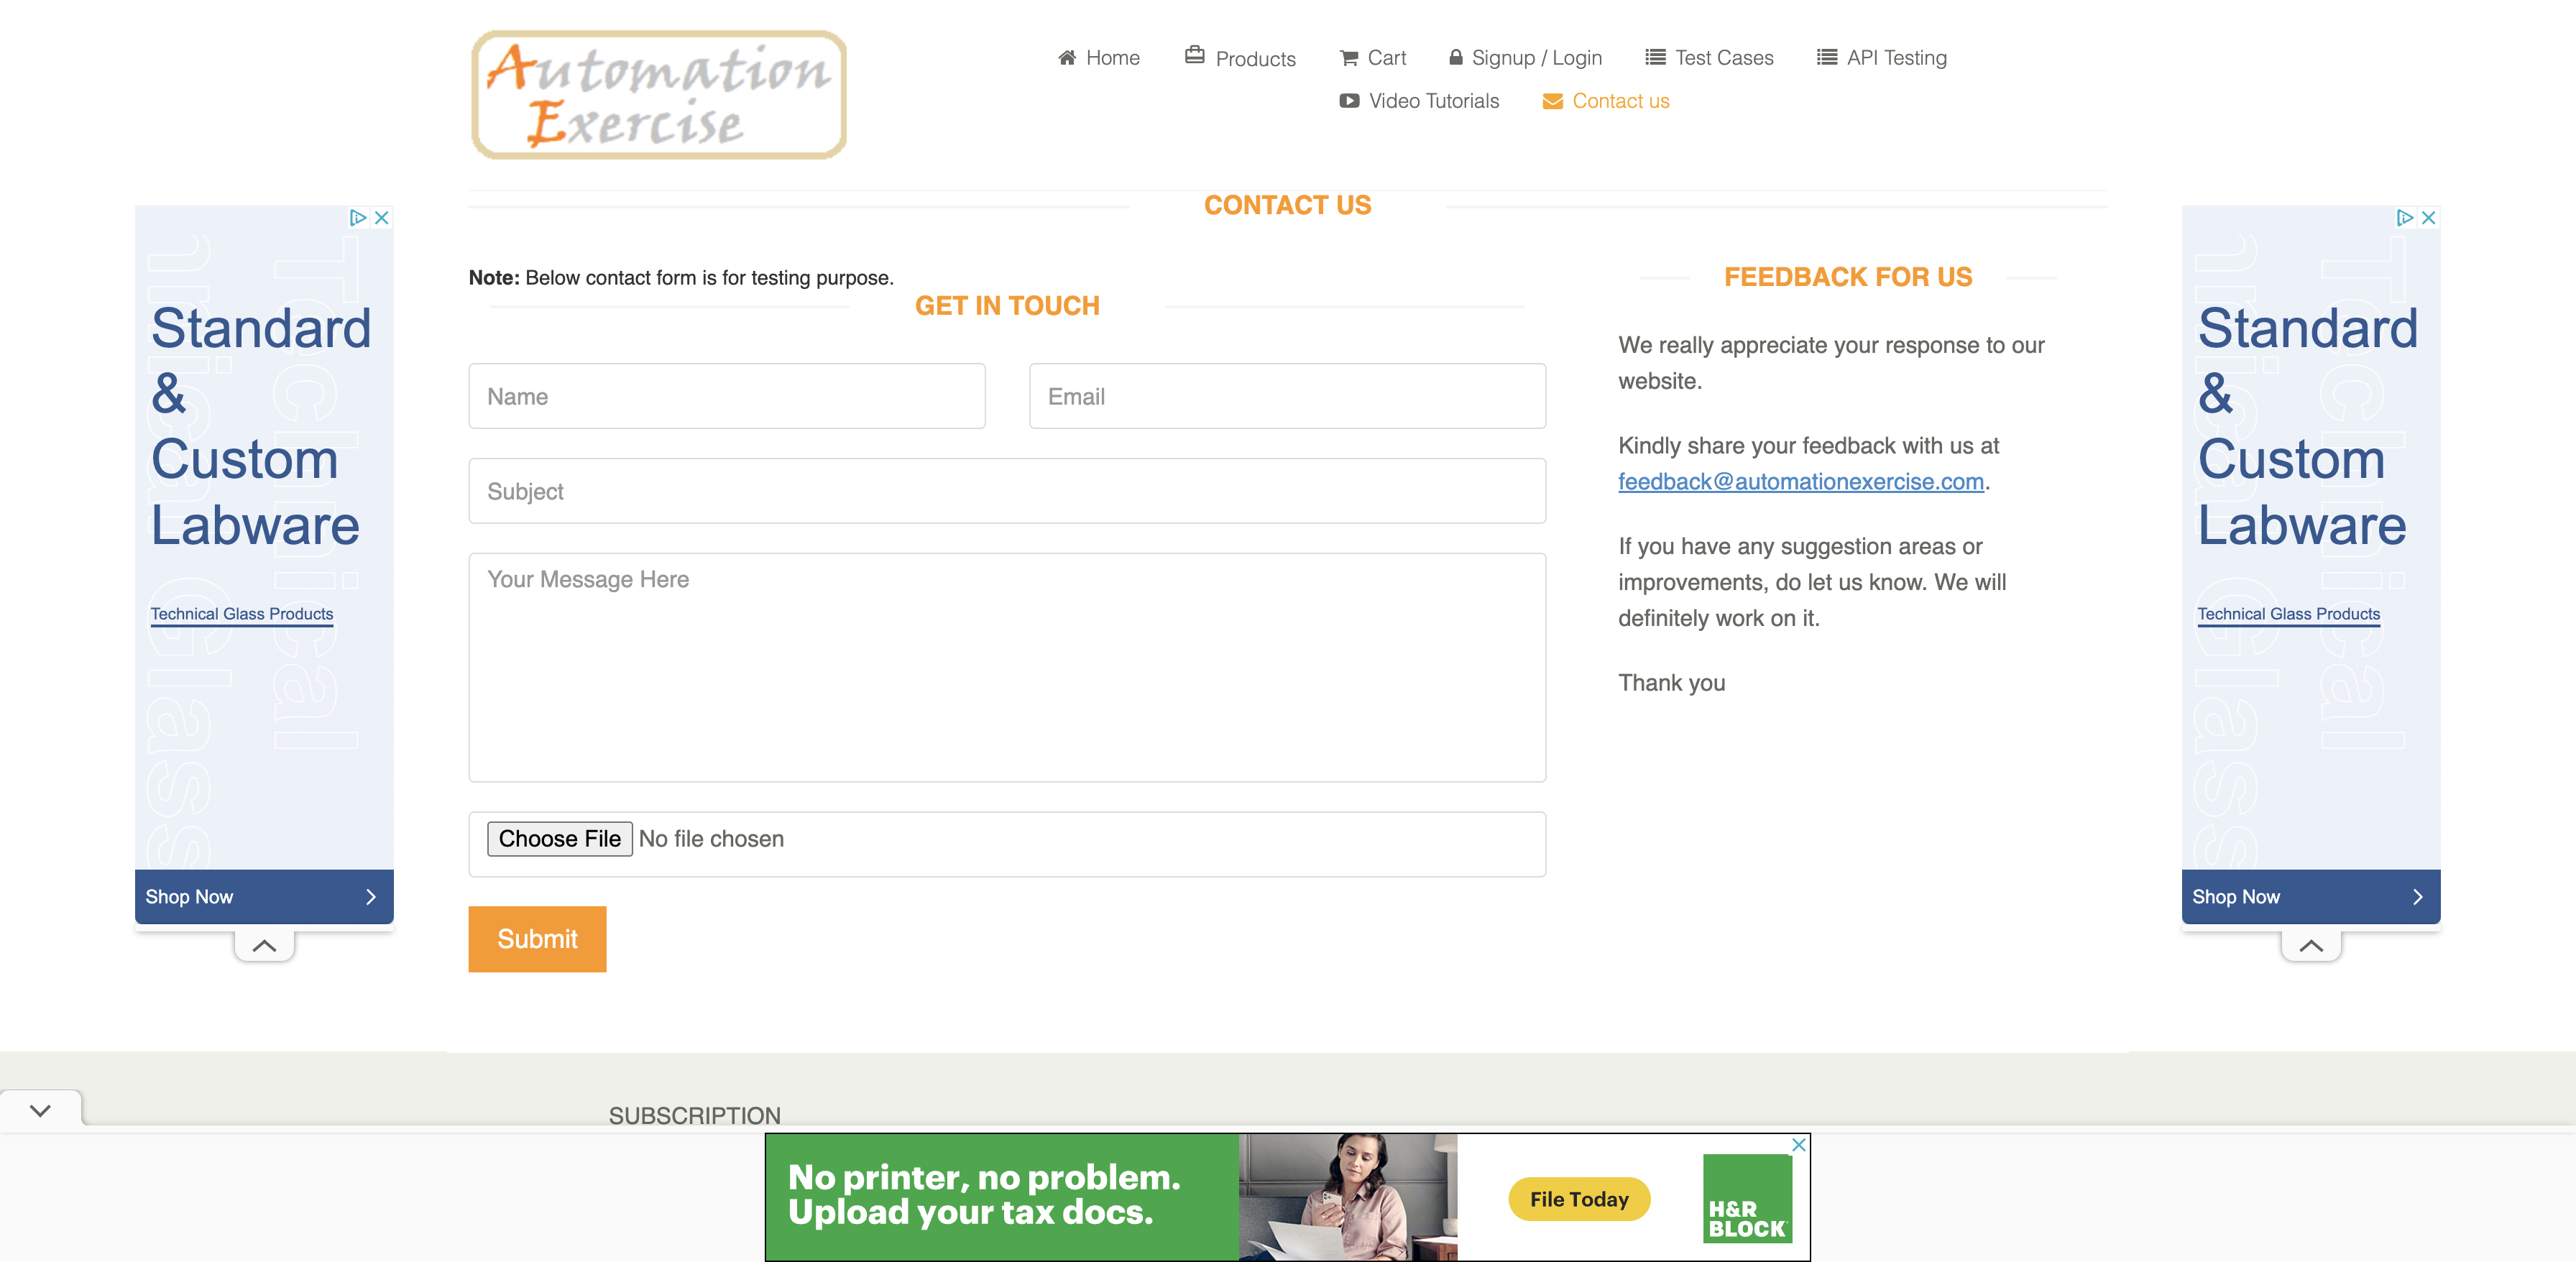 Automation
Exercise
Home
Products
Cart
Signup / Login
Test Cases
API Testing
Video Tutorials
Contact us
CONTACT US
Note: Below contact form is for testing purpose.
GET IN TOUCH
Name
Email
Subject
Your Message Here
Choose File No file chosen
Submit
FEEDBACK FOR US
We really appreciate your response to our
website.
Kindly share your feedback with us at
feedback@automationexercise.com.
If you have any suggestion areas or
improvements, do let us know. We will
definitely work on it.
Thank you
Technical
Glass
Standard
&
Custom
Labware
Technical Glass Products
Shop Now
Technical
Glass
Standard
&
Custom
Labware
Technical Glass Products
Shop Now
SUBSCRIPTION
No printer, no problem.
Upload your tax docs.
File Today
H&R
BLOCK